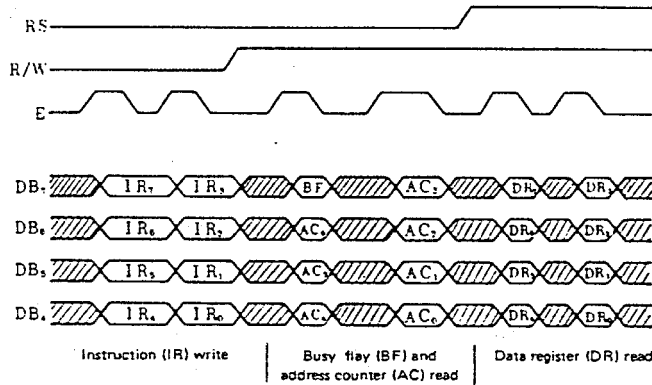 RS
R/W
E
DB₇ IR₇ IR₃ BF AC₃ DR₇ DR₃
DB₆ IR₆ IR₂ AC₆ AC₂ DR₆ DR₂
DB₅ IR₅ IR₁ AC₅ AC₁ DR₅ DR₁
DB₄ IR₄ IR₀ AC₄ AC₀ DR₄ DR₀
Instruction (IR) write
Busy flay (BF) and
address counter (AC) read
Data register (DR) read